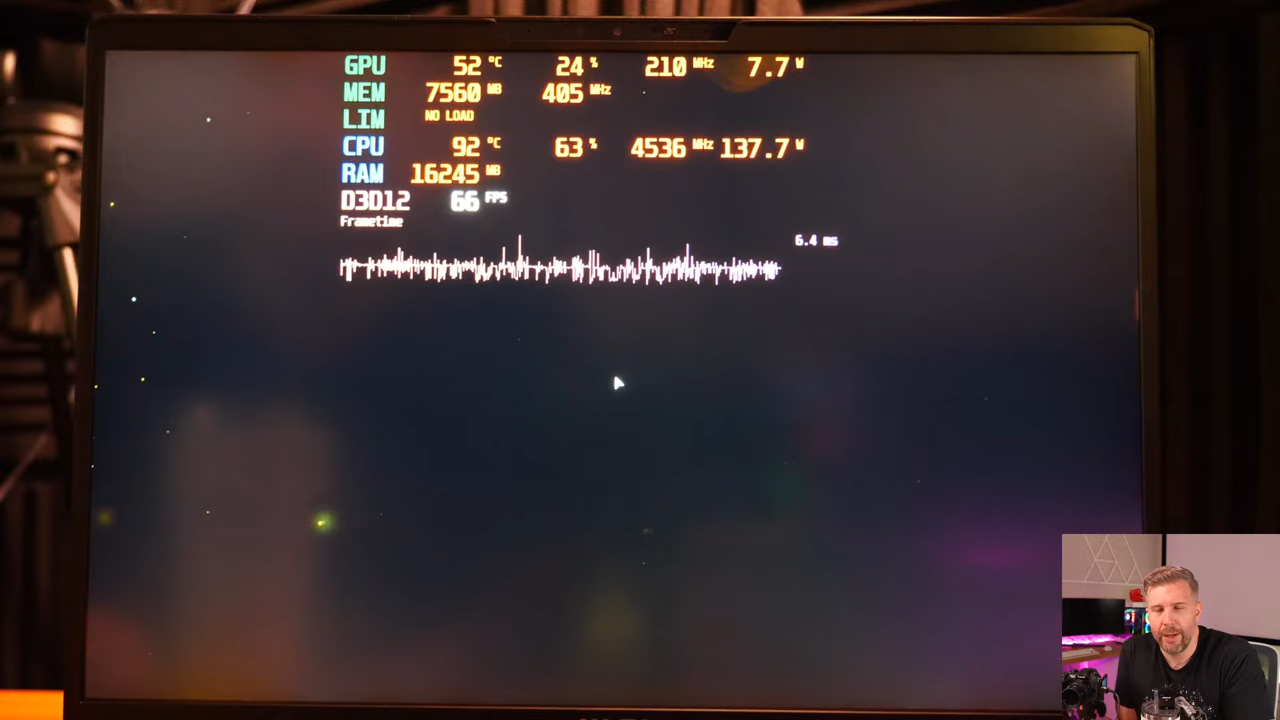 GPU 52 °C 24 % 210 MHz 7.7 W
MEM 7560 MB 405 MHz
LIM NO LOAD
CPU 92 °C 63 % 4536 MHz 137.7 W
RAM 16245 MB
D3D12 66 FPS
Frametime
6.4 ms